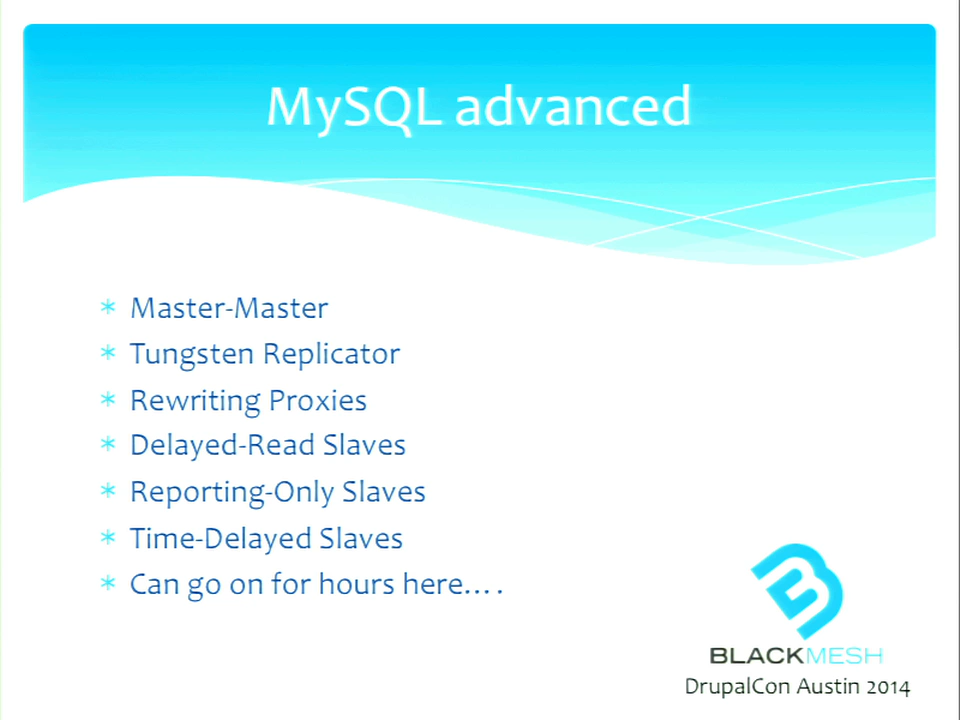 MySQL advanced
* Master-Master
* Tungsten Replicator
* Rewriting Proxies
* Delayed-Read Slaves
* Reporting-Only Slaves
* Time-Delayed Slaves
* Can go on for hours here….
BLACKMESH
DrupalCon Austin 2014